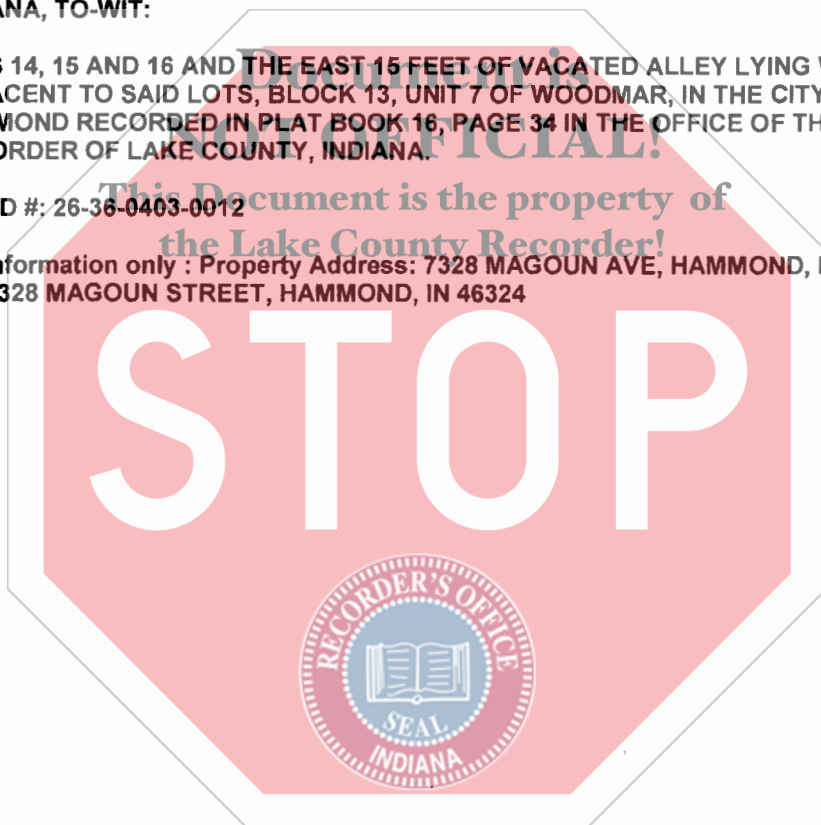 ANA, TO-WIT:
Document is
S 14, 15 AND 16 AND THE EAST 15 FEET OF VACATED ALLEY LYING
ACENT TO SAID LOTS, BLOCK 13, UNIT 7 OF WOODMAR, IN THE CITY
MOND RECORDED IN PLAT BOOK 16, PAGE 34 IN THE OFFICE OF TH
NOT OFFICIAL!
ORDER OF LAKE COUNTY, INDIANA.
This Document is the property of
D #: 26-36-0403-0012
the Lake County Recorder!
nformation only : Property Address: 7328 MAGOUN AVE, HAMMOND,
328 MAGOUN STREET, HAMMOND, IN 46324
STOP
RECORDER'S OFFICE
SEAL
INDIANA